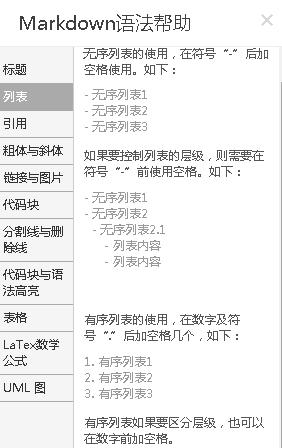 Markdown语法帮助
×
标题
列表
引用
粗体与斜体
链接与图片
代码块
分割线与删
除线
代码块与语
法高亮
表格
LaTex数学
公式
UML 图
无序列表的使用，在符号“-”后加
空格使用。如下：
- 无序列表1
- 无序列表2
- 无序列表3
如果要控制列表的层级，则需要在
符号“-”前使用空格。如下：
- 无序列表1
- 无序列表2
- 无序列表2.1
- 列表内容
- 列表内容
有序列表的使用，在数字及符
号“.”后加空格几个，如下：
1. 有序列表1
2. 有序列表2
3. 有序列表3
有序列表如果要区分层级，也可以
在数字前加空格。